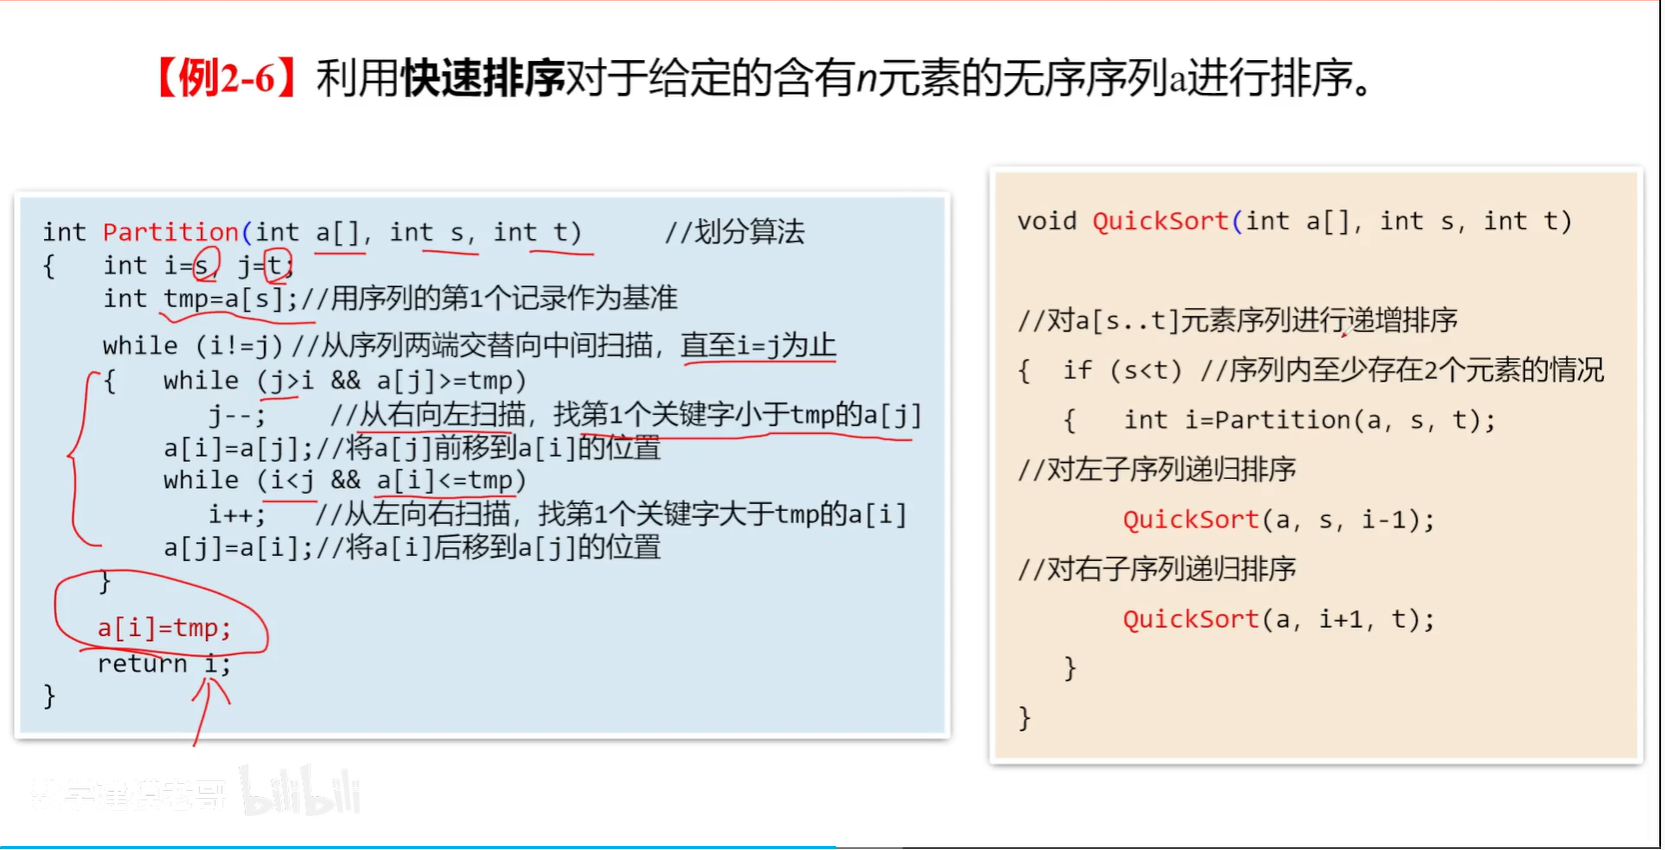 【例2-6】利用快速排序对于给定的含有n元素的无序序列a进行排序。
int Partition(int a[], int s, int t) //划分算法
{ int i=s, j=t;
int tmp=a[s];//用序列的第1个记录作为基准
while (i!=j)//从序列两端交替向中间扫描，直至i=j为止
{ while (j>i && a[j]>=tmp)
j--; //从右向左扫描，找第1个关键字小于tmp的a[j]
a[i]=a[j];//将a[j]前移到a[i]的位置
while (i<j && a[i]<=tmp)
i++; //从左向右扫描，找第1个关键字大于tmp的a[i]
a[j]=a[i];//将a[i]后移到a[j]的位置
}
a[i]=tmp;
return i;
}
void QuickSort(int a[], int s, int t)
//对a[s..t]元素序列进行递增排序
{ if (s<t) //序列内至少存在2个元素的情况
{ int i=Partition(a, s, t);
//对左子序列递归排序
QuickSort(a, s, i-1);
//对右子序列递归排序
QuickSort(a, i+1, t);
}
}
数学建模老哥 bilibili